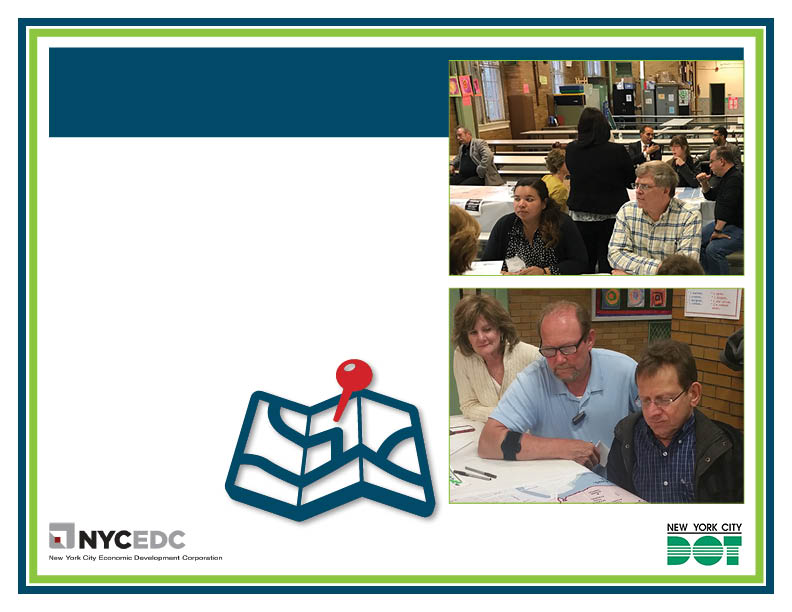 NYCEDC
New York City Economic Development Corporation
NEW YORK CITY
DOT